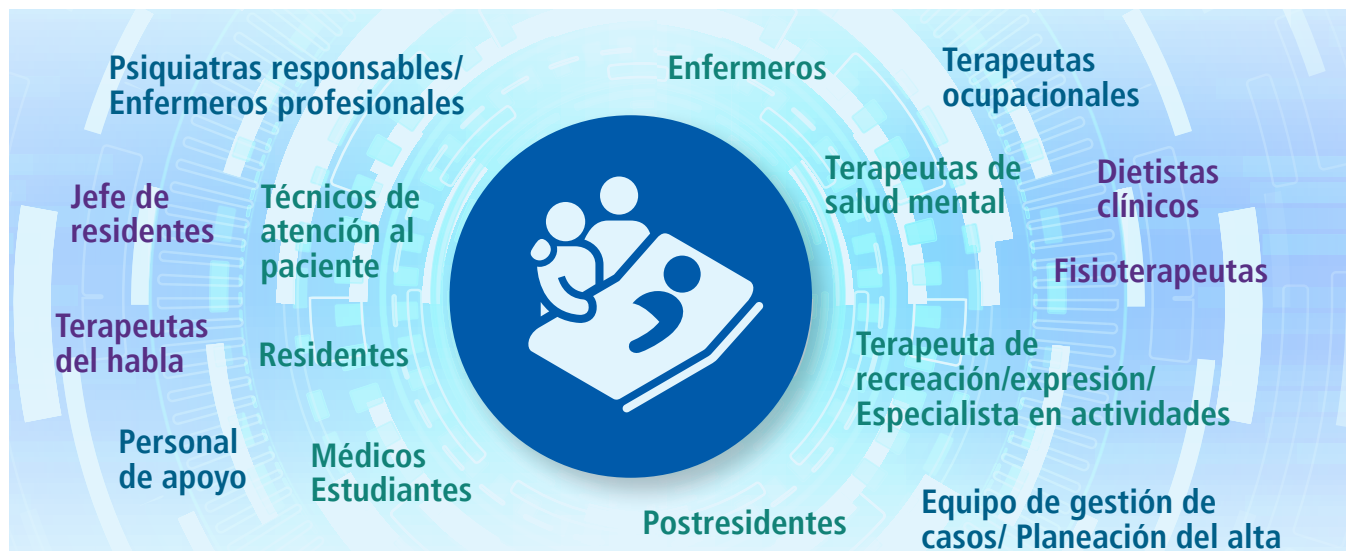 Psiquiatras responsables/
Enfermeros profesionales
Enfermeros
Terapeutas
ocupacionales
Jefe de
residentes
Técnicos de
atención al
paciente
Terapeutas de
salud mental
Dietistas
clínicos
Fisioterapeutas
Terapeutas
del habla
Residentes
Terapeuta de
recreación/expresión/
Especialista en actividades
Personal
de apoyo
Médicos
Estudiantes
Postresidentes
Equipo de gestión de
casos/ Planeación del alta